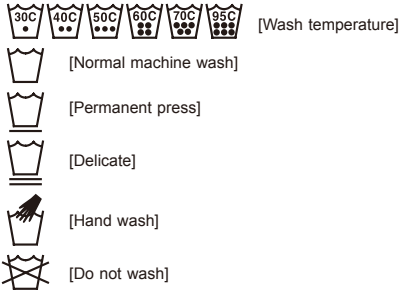 30C 40C 50C 60C 70C 95C [Wash temperature]
[Normal machine wash]
[Permanent press]
[Delicate]
[Hand wash]
[Do not wash]